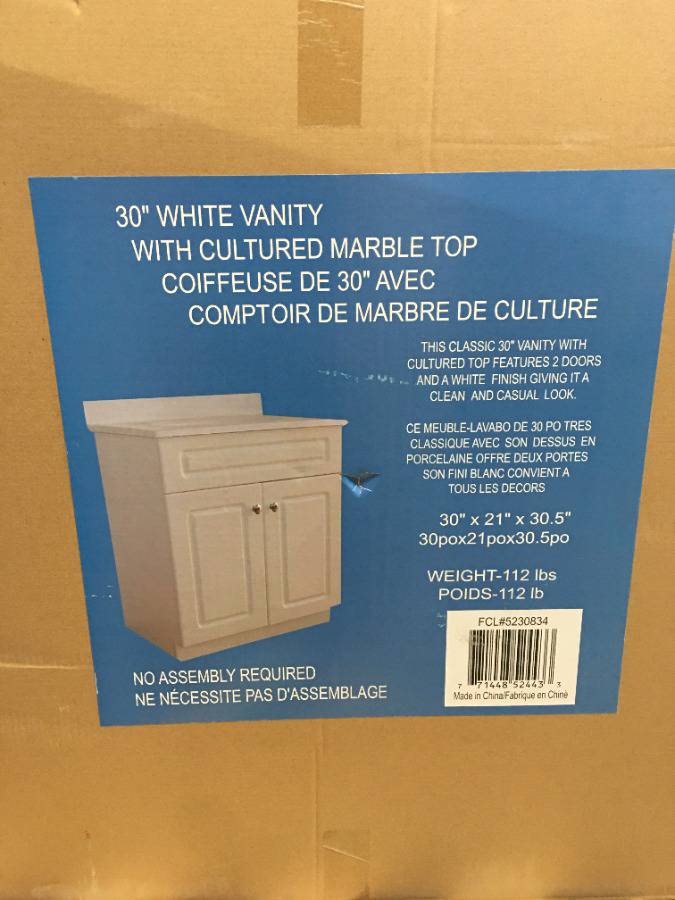 30" WHITE VANITY
WITH CULTURED MARBLE TOP
COIFFEUSE DE 30" AVEC
COMPTOIR DE MARBRE DE CULTURE
THIS CLASSIC 30" VANITY WITH
CULTURED TOP FEATURES 2 DOORS
AND A WHITE FINISH GIVING IT A
CLEAN AND CASUAL LOOK.
CE MEUBLE-LAVABO DE 30 PO TRES
CLASSIQUE AVEC SON DESSUS EN
PORCELAINE OFFRE DEUX PORTES
SON FINI BLANC CONVIENT A
TOUS LES DECORS
30" x 21" x 30.5"
30pox21pox30.5po
WEIGHT-112 lbs
POIDS-112 lb
FCL#5230834
7 71448 52443 3
Made in China/Fabrique en Chine
NO ASSEMBLY REQUIRED
NE NÉCESSITE PAS D'ASSEMBLAGE